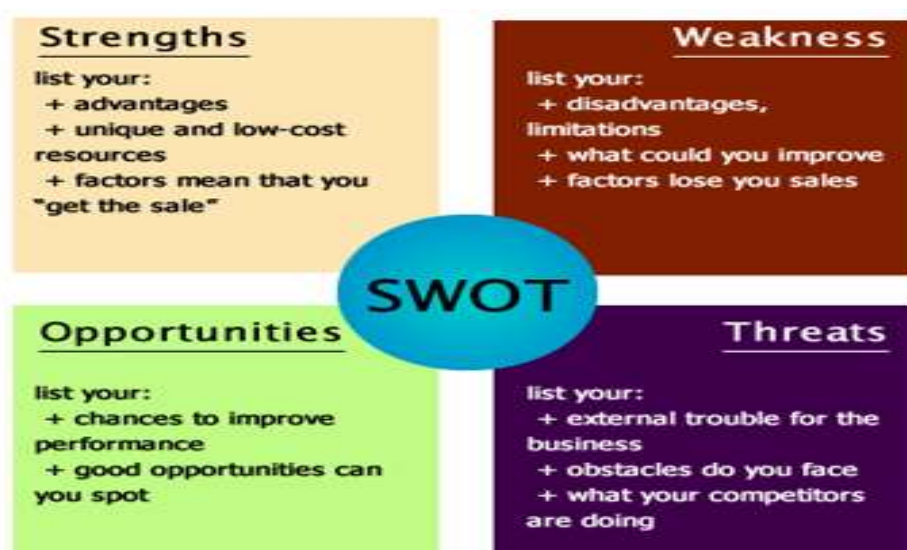 Strengths
list your:
+ advantages
+ unique and low-cost
resources
+ factors mean that you
"get the sale"
Weakness
list your:
+ disadvantages,
limitations
+ what could you improve
+ factors lose you sales
SWOT
Opportunities
list your:
+ chances to improve
performance
+ good opportunities can
you spot
Threats
list your:
+ external trouble for the
business
+ obstacles do you face
+ what your competitors
are doing